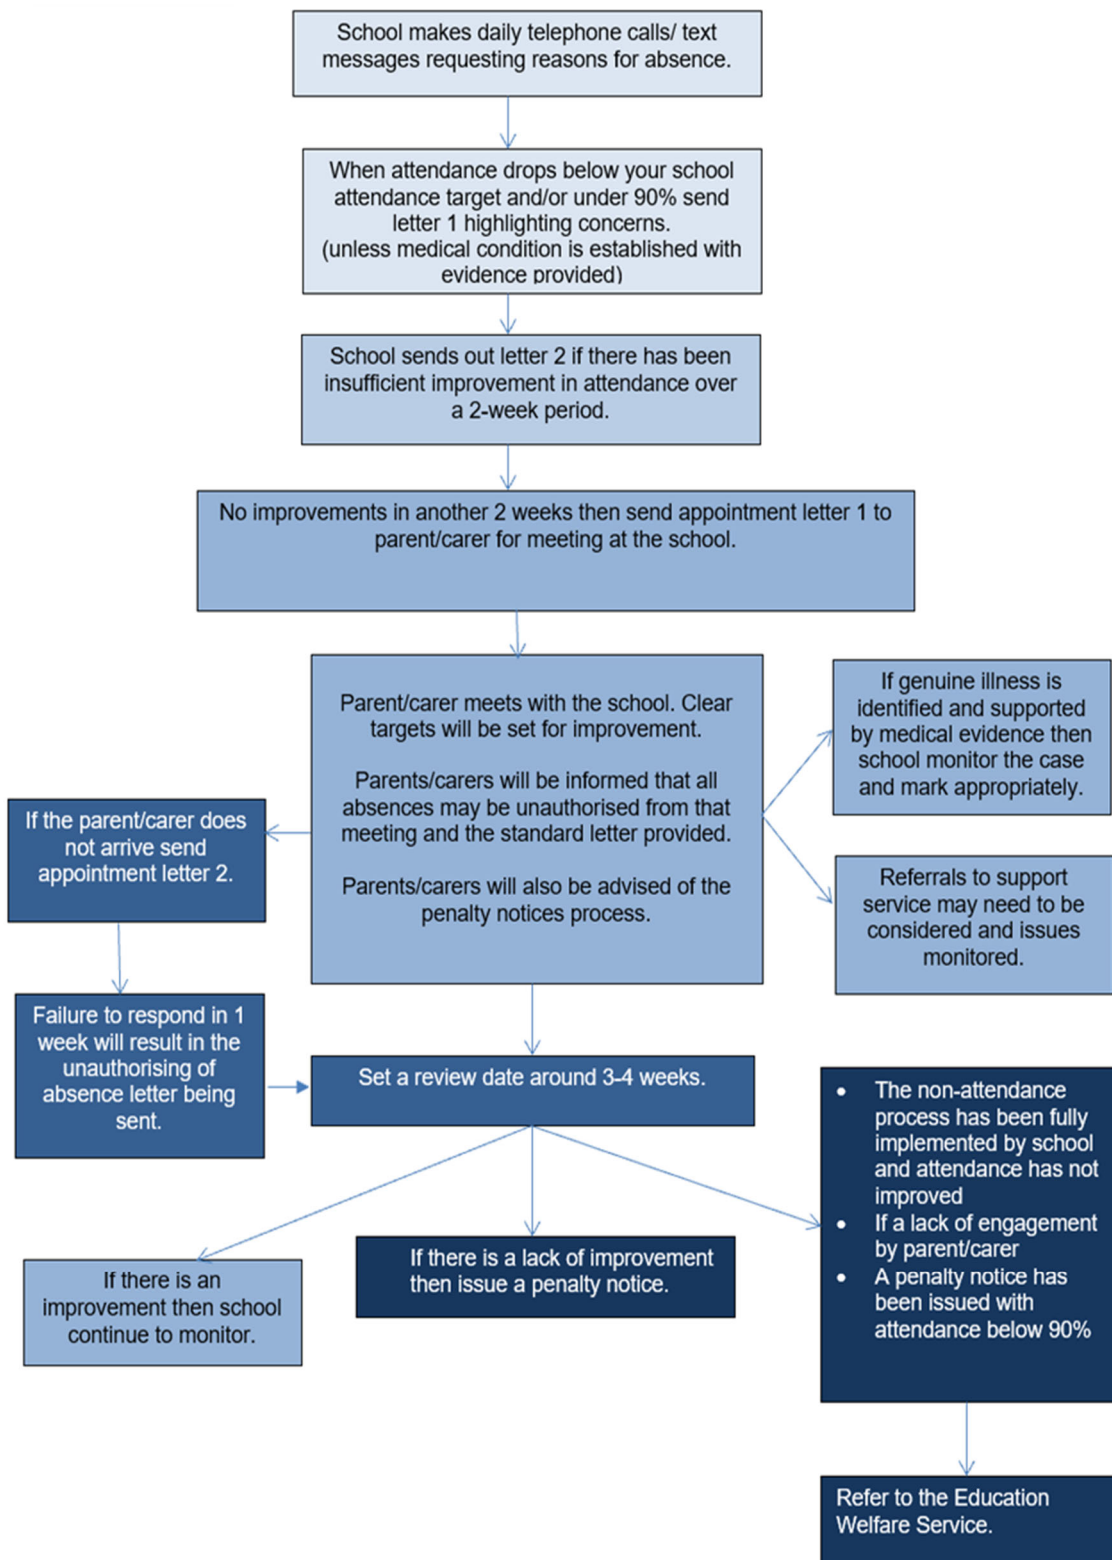 School makes daily telephone calls/ text
messages requesting reasons for absence.
When attendance drops below your school
attendance target and/or under 90% send
letter 1 highlighting concerns.
(unless medical condition is established with
evidence provided)
School sends out letter 2 if there has been
insufficient improvement in attendance over
a 2-week period.
No improvements in another 2 weeks then send appointment letter 1 to
parent/carer for meeting at the school.
Parent/carer meets with the school. Clear
targets will be set for improvement.
Parents/carers will be informed that all
absences may be unauthorised from that
meeting and the standard letter provided.
Parents/carers will also be advised of the
penalty notices process.
If genuine illness is
identified and supported
by medical evidence then
school monitor the case
and mark appropriately.
Referrals to support
service may need to be
considered and issues
monitored.
If the parent/carer does
not arrive send
appointment letter 2.
Failure to respond in 1
week will result in the
unauthorising of
absence letter being
sent.
Set a review date around 3-4 weeks.
If there is an
improvement then school
continue to monitor.
If there is a lack of improvement
then issue a penalty notice.
• The non-attendance
process has been fully
implemented by school
and attendance has not
improved
• If a lack of engagement
by parent/carer
• A penalty notice has
been issued with
attendance below 90%
Refer to the Education
Welfare Service.